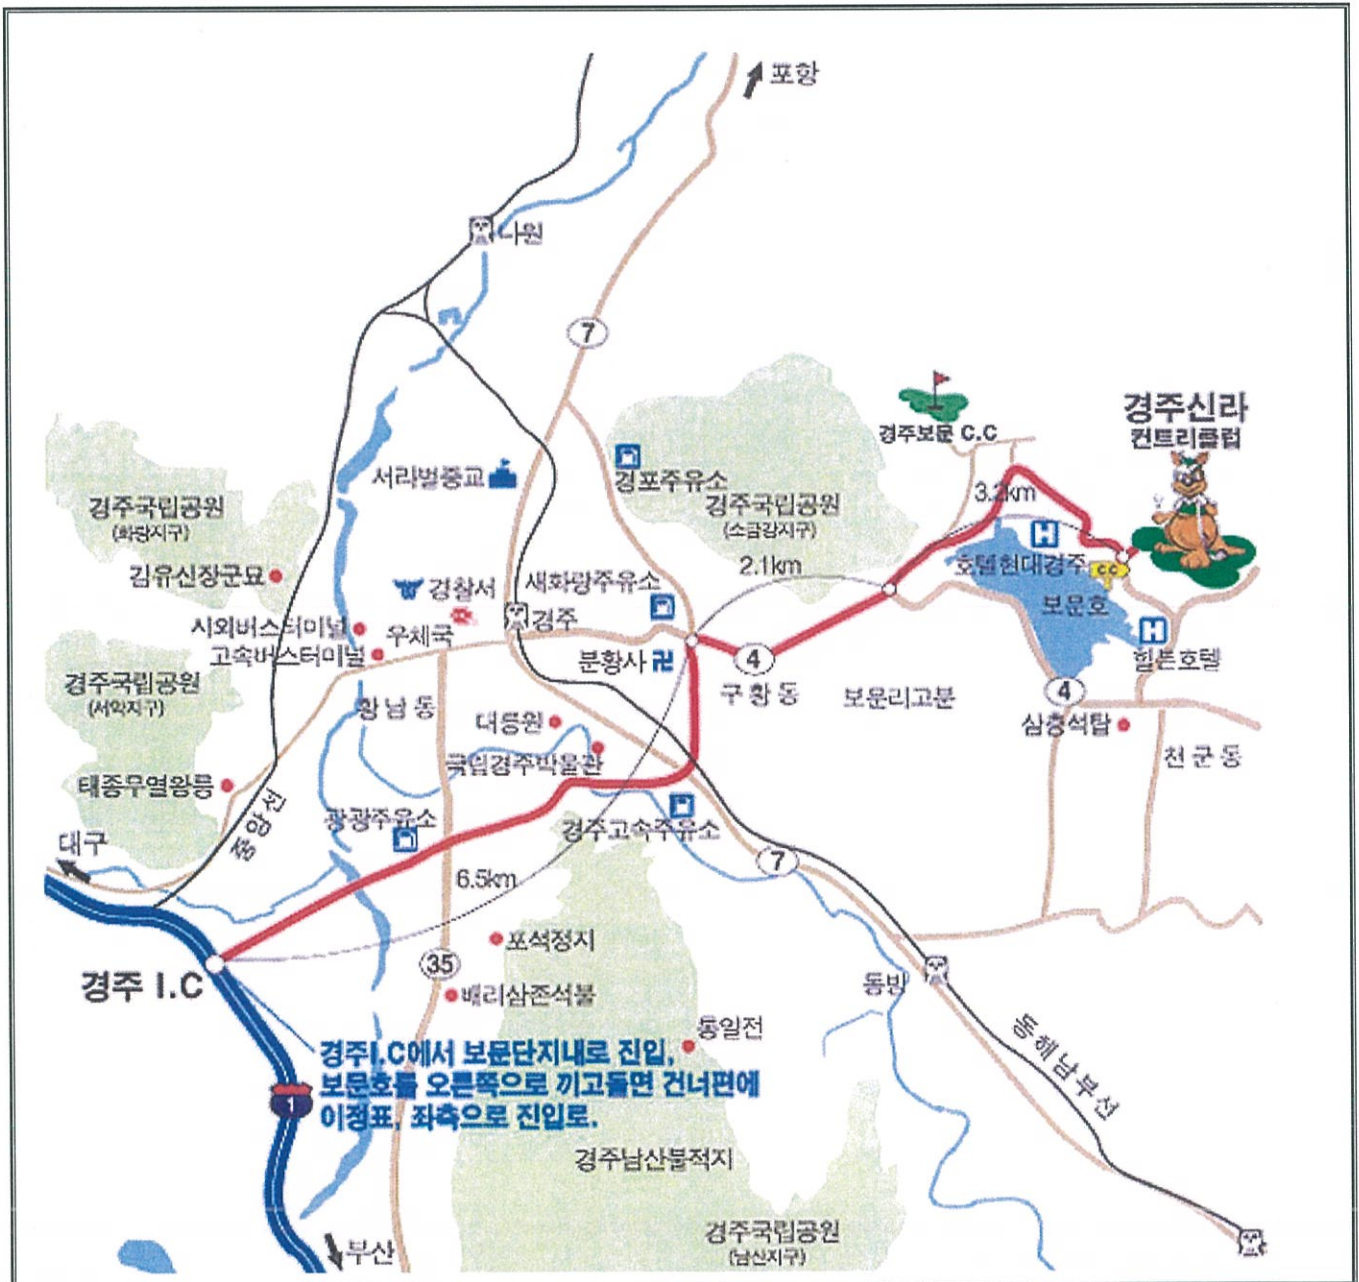 포항
나원
7
경주보문 C.C
경주신라
컨트리클럽
서라벌중교
경포주유소
경주국립공원
(소금강지구)
3.2km
경주국립공원
(화랑지구)
김유신장군묘
2.1km
H
호텔현대경주
CC
보문호
경찰서
새화랑주유소
시외버스터미널
우체국
경주
고속버스터미널
분황사 卍
4
구황동
H
힐튼호텔
경주국립공원
(서악지구)
황남동
보문리고분
4
대릉원
삼층석탑
국립경주박물관
천군동
태종무열왕릉
중앙선
대구
경주고속주유소
7
6.5km
포석정지
35
경주 I.C
배리삼존석불
동방
통일전
동해남부선
경주I.C에서 보문단지내로 진입,
보문호를 오른쪽으로 끼고돌면 건너편에
이정표, 좌측으로 진입로.
1
경주남산불적지
경주국립공원
(남산지구)
부산